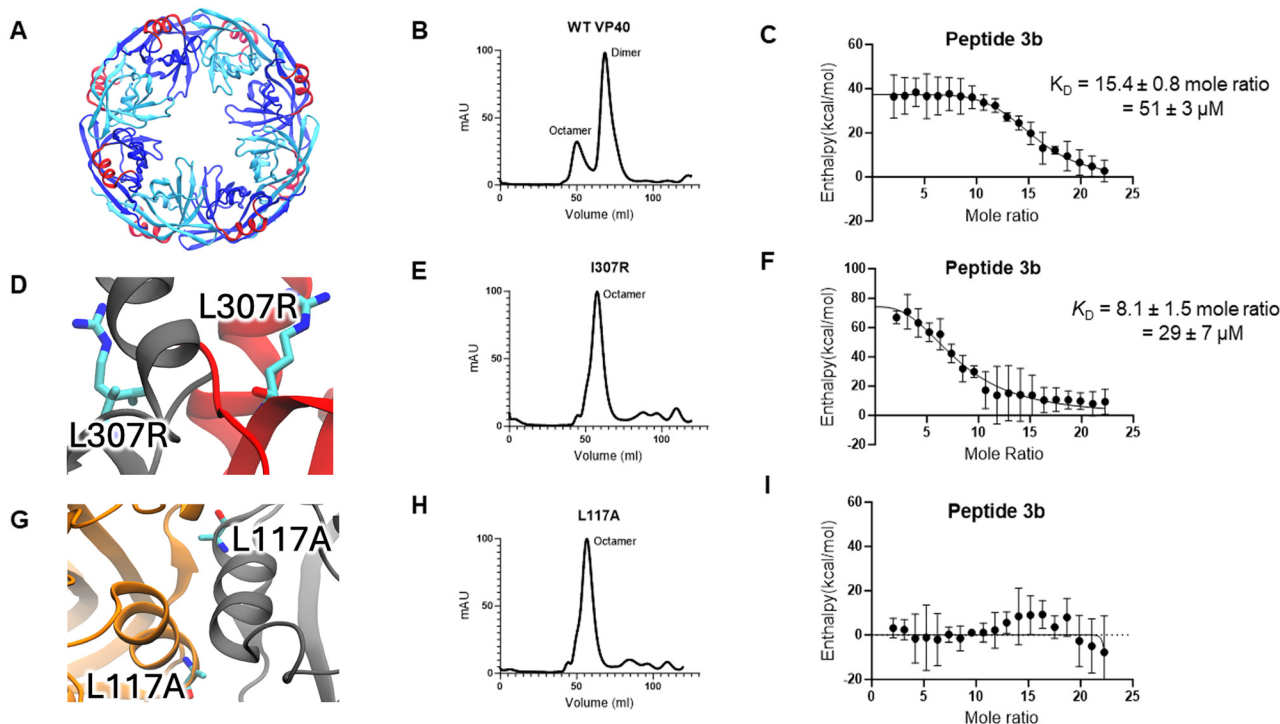 A
B
WT VP40
100
50
0
mAU
Octamer
Dimer
0
50
100
Volume (ml)
C
Peptide 3b
60
40
20
0
-20
Enthalpy(kcal/mol)
5
10
15
20
25
Mole ratio
KD = 15.4 ± 0.8 mole ratio
= 51 ± 3 µM
D
L307R
L307R
E
I307R
100
50
0
mAU
Octamer
0
50
100
Volume (ml)
F
Peptide 3b
100
80
60
40
20
0
-20
Enthalpy(kcal/mol)
5
10
15
20
25
Mole Ratio
KD = 8.1 ± 1.5 mole ratio
= 29 ± 7 µM
G
L117A
L117A
H
L117A
100
50
0
mAU
Octamer
0
50
100
Volume (ml)
I
Peptide 3b
60
40
20
0
-20
Enthalpy(kcal/mol)
0
5
10
15
20
25
Mole ratio